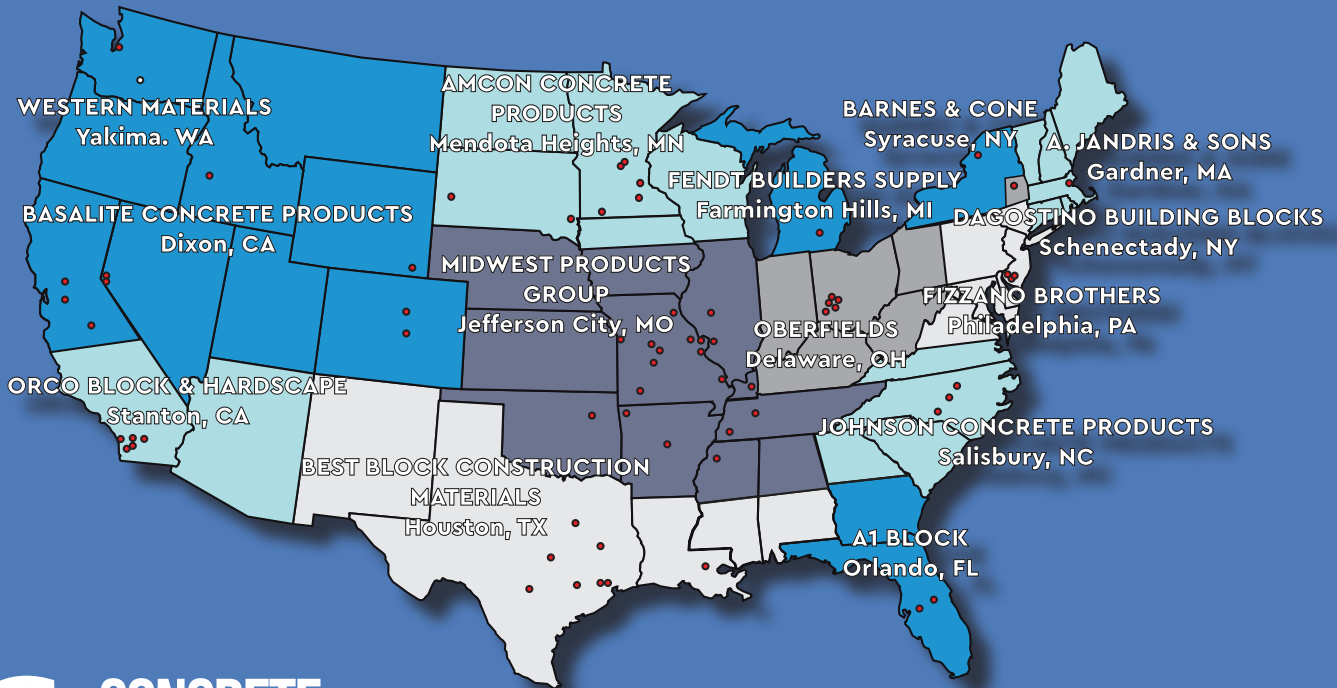 WESTERN MATERIALS
Yakima. WA
AMCON CONCRETE
PRODUCTS
Mendota Heights, MN
BARNES & CONE
Syracuse, NY
A. JANDRIS & SONS
Gardner, MA
FENDT BUILDERS SUPPLY
Farmington Hills, MI
BASALITE CONCRETE PRODUCTS
Dixon, CA
DAGOSTINO BUILDING BLOCKS
Schenectady, NY
MIDWEST PRODUCTS
GROUP
Jefferson City, MO
FIZZANO BROTHERS
Philadelphia, PA
OBERFIELDS
Delaware, OH
ORCO BLOCK & HARDSCAPE
Stanton, CA
JOHNSON CONCRETE PRODUCTS
Salisbury, NC
BEST BLOCK CONSTRUCTION
MATERIALS
Houston, TX
A1 BLOCK
Orlando, FL
CONCRETE